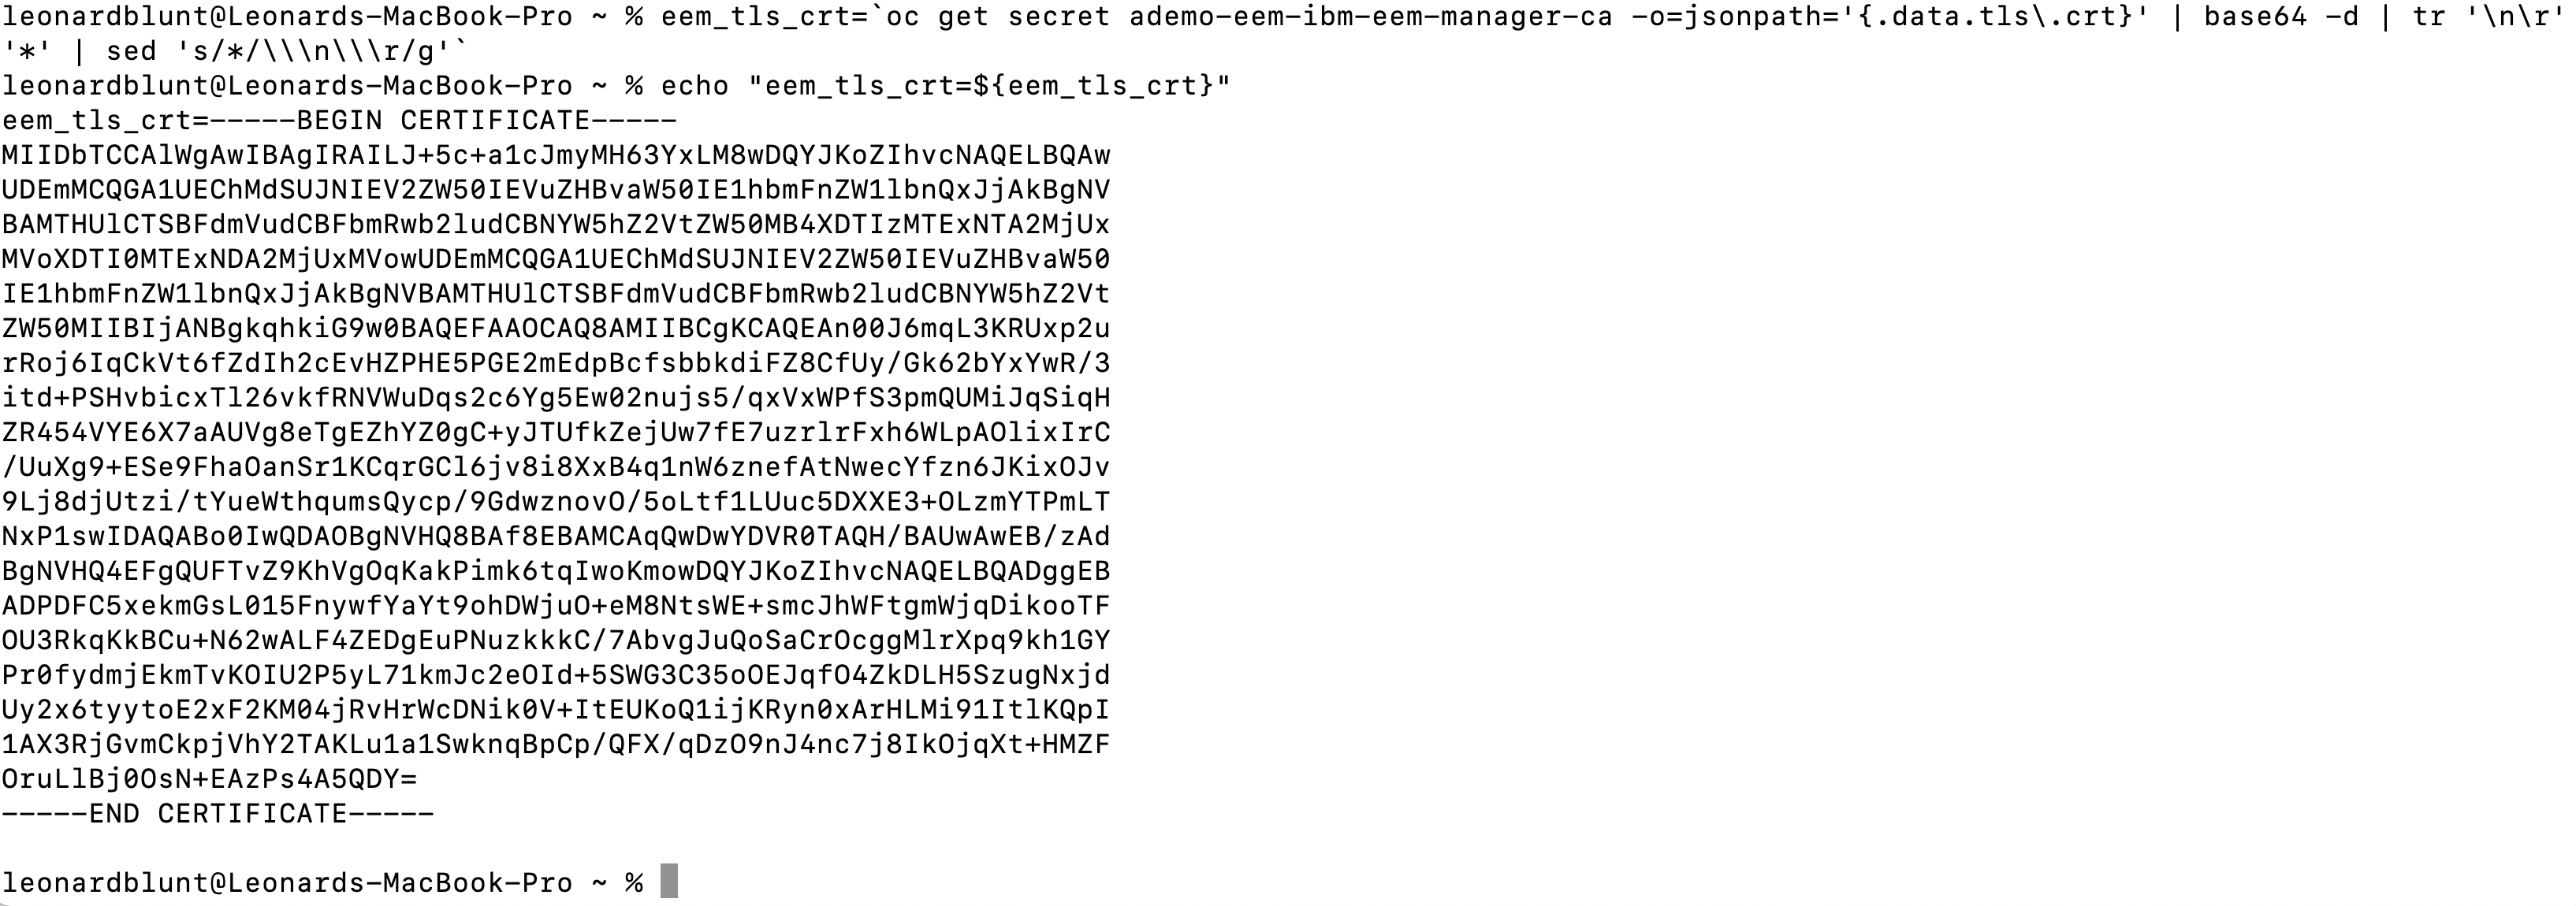 leonardblunt@Leonards-MacBook-Pro ~ % eem_tls_crt=`oc get secret ademo-eem-ibm-eem-manager-ca -o=jsonpath='{.data.tls\.crt}' | base64 -d | tr '\n\r'
'*' | sed 's/*/\\\n\\\r/g'`
leonardblunt@Leonards-MacBook-Pro ~ % echo "eem_tls_crt=${eem_tls_crt}"
eem_tls_crt=-----BEGIN CERTIFICATE-----
MIIDbTCCAlWgAwIBAgIRAILJ+5c+a1cJmyMH63YxLM8wDQYJKoZIhvcNAQELBQAw
UDEmMCQGA1UEChMdSUJNIEV2ZW50IEVuZHBvaW50IE1hbmFnZW1lbnQxJjAkBgNV
BAMTHUlCTSBFdmVudCBFbmRwb2ludCBNYW5hZ2VtZW50MB4XDTIzMTExNTA2MjUx
MVoXDTI0MTExNDA2MjUxMVowUDEmMCQGA1UEChMdSUJNIEV2ZW50IEVuZHBvaW50
IE1hbmFnZW1lbnQxJjAkBgNVBAMTHUlCTSBFdmVudCBFbmRwb2ludCBNYW5hZ2Vt
ZW50MIIBIjANBgkqhkiG9w0BAQEFAAOCAQ8AMIIBCgKCAQEAn00J6mqL3KRUxp2u
rRoj6IqCkVt6fZdIh2cEvHZPHE5PGE2mEdpBcfsbbkdiFZ8CfUy/Gk62bYxYwR/3
itd+PSHvbicxTl26vkfRNVWuDqs2c6Yg5Ew02nujs5/qxVxWPfS3pmQUMiJqSiqH
ZR454VYE6X7aAUVg8eTgEZhYZ0gC+yJTUfkZejUw7fE7uzrlrFxh6WLpAOlixIrC
/UuXg9+ESe9FhaOanSr1KCqrGCl6jv8i8XxB4q1nW6znefAtNwecYfzn6JKixOJv
9Lj8djUtzi/tYueWthqumsQycp/9GdwznovO/5oLtf1LUuc5DXXE3+OLzmYTPmLT
NxP1swIDAQABo0IwQDAOBgNVHQ8BAf8EBAMCAqQwDwYDVR0TAQH/BAUwAwEB/zAd
BgNVHQ4EFgQUFTvZ9KhVgOqKakPimk6tqIwoKmowDQYJKoZIhvcNAQELBQADggEB
ADPDFC5xekmGsL015FnywfYaYt9ohDWjuO+eM8NtsWE+smcJhWFtgmWjqDikooTF
OU3RkqKkBCu+N62wALF4ZEDgEuPNuzkkkC/7AbvgJuQoSaCrOcggMlrXpq9kh1GY
Pr0fydmjEkmTvKOIU2P5yL71kmJc2eOId+5SWG3C35oOEJqfO4ZkDLH5SzugNxjd
Uy2x6tyytoE2xF2KM04jRvHrWcDNik0V+ItEUKoQ1ijKRyn0xArHLMi91ItlKQpI
1AX3RjGvmCkpjVhY2TAKLu1a1SwknqBpCp/QFX/qDzO9nJ4nc7j8IkOjqXt+HMZF
OruLlBj0OsN+EAzPs4A5QDY=
-----END CERTIFICATE-----
leonardblunt@Leonards-MacBook-Pro ~ %